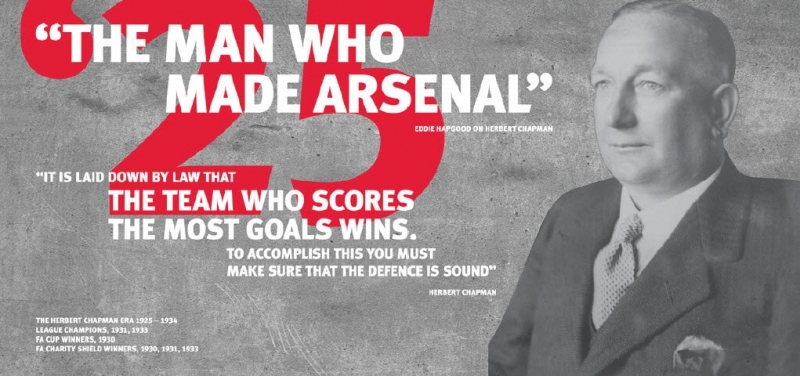 '25
“THE MAN WHO
MADE ARSENAL”
EDDIE HAPGOOD ON HERBERT CHAPMAN
“IT IS LAID DOWN BY LAW THAT
THE TEAM WHO SCORES
THE MOST GOALS WINS.
TO ACCOMPLISH THIS YOU MUST
MAKE SURE THAT THE DEFENCE IS SOUND”
HERBERT CHAPMAN
THE HERBERT CHAPMAN ERA 1925 – 1934
LEAGUE CHAMPIONS, 1931, 1933
FA CUP WINNERS, 1930
FA CHARITY SHIELD WINNERS, 1930, 1931, 1933